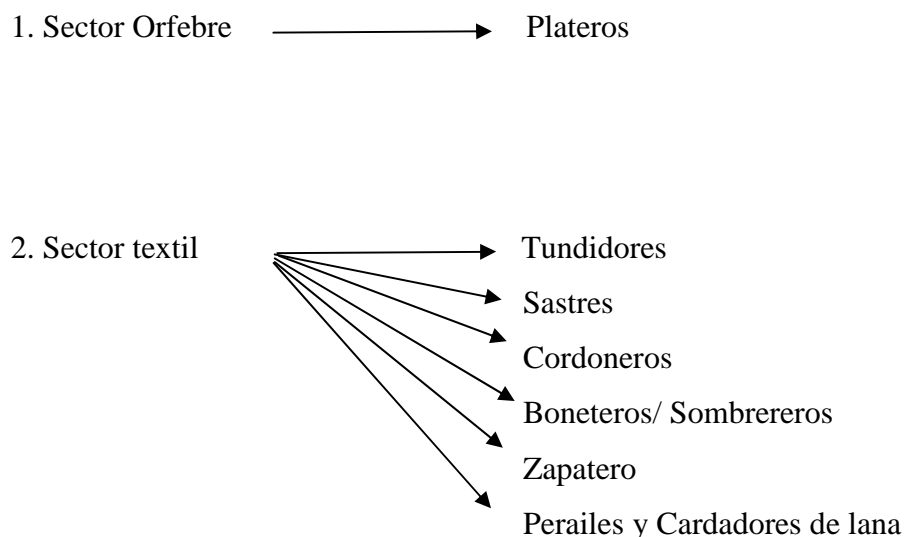 1. Sector Orfebre Plateros
2. Sector textil Tundidores
Sastres
Cordoneros
Boneteros/ Sombrereros
Zapatero
Perailes y Cardadores de lana